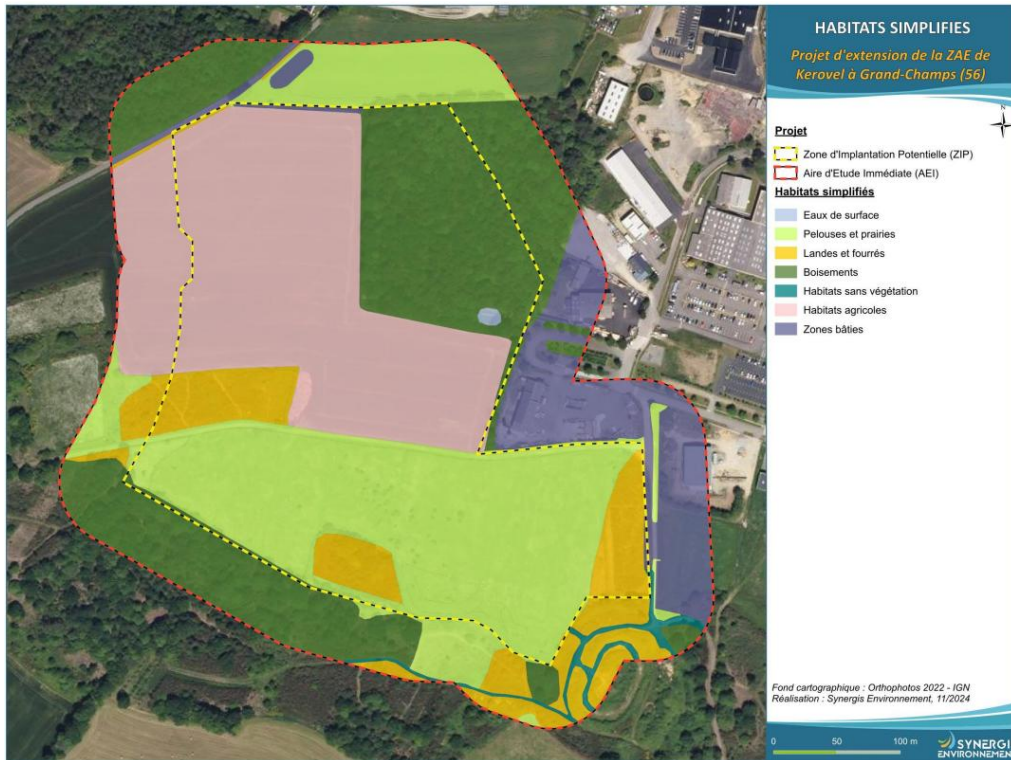 HABITATS SIMPLIFIES
Projet d'extension de la ZAE de
Kerovel à Grand-Champs (56)
N
Projet
Zone d'Implantation Potentielle (ZIP)
Aire d'Etude Immédiate (AEI)
Habitats simplifiés
Eaux de surface
Pelouses et prairies
Landes et fourrés
Boisements
Habitats sans végétation
Habitats agricoles
Zones bâties
Fond cartographique : Orthophotos 2022 - IGN
Réalisation : Synergis Environnement, 11/2024
0 50 100 m
SYNERGI
ENVIRONNEMEN